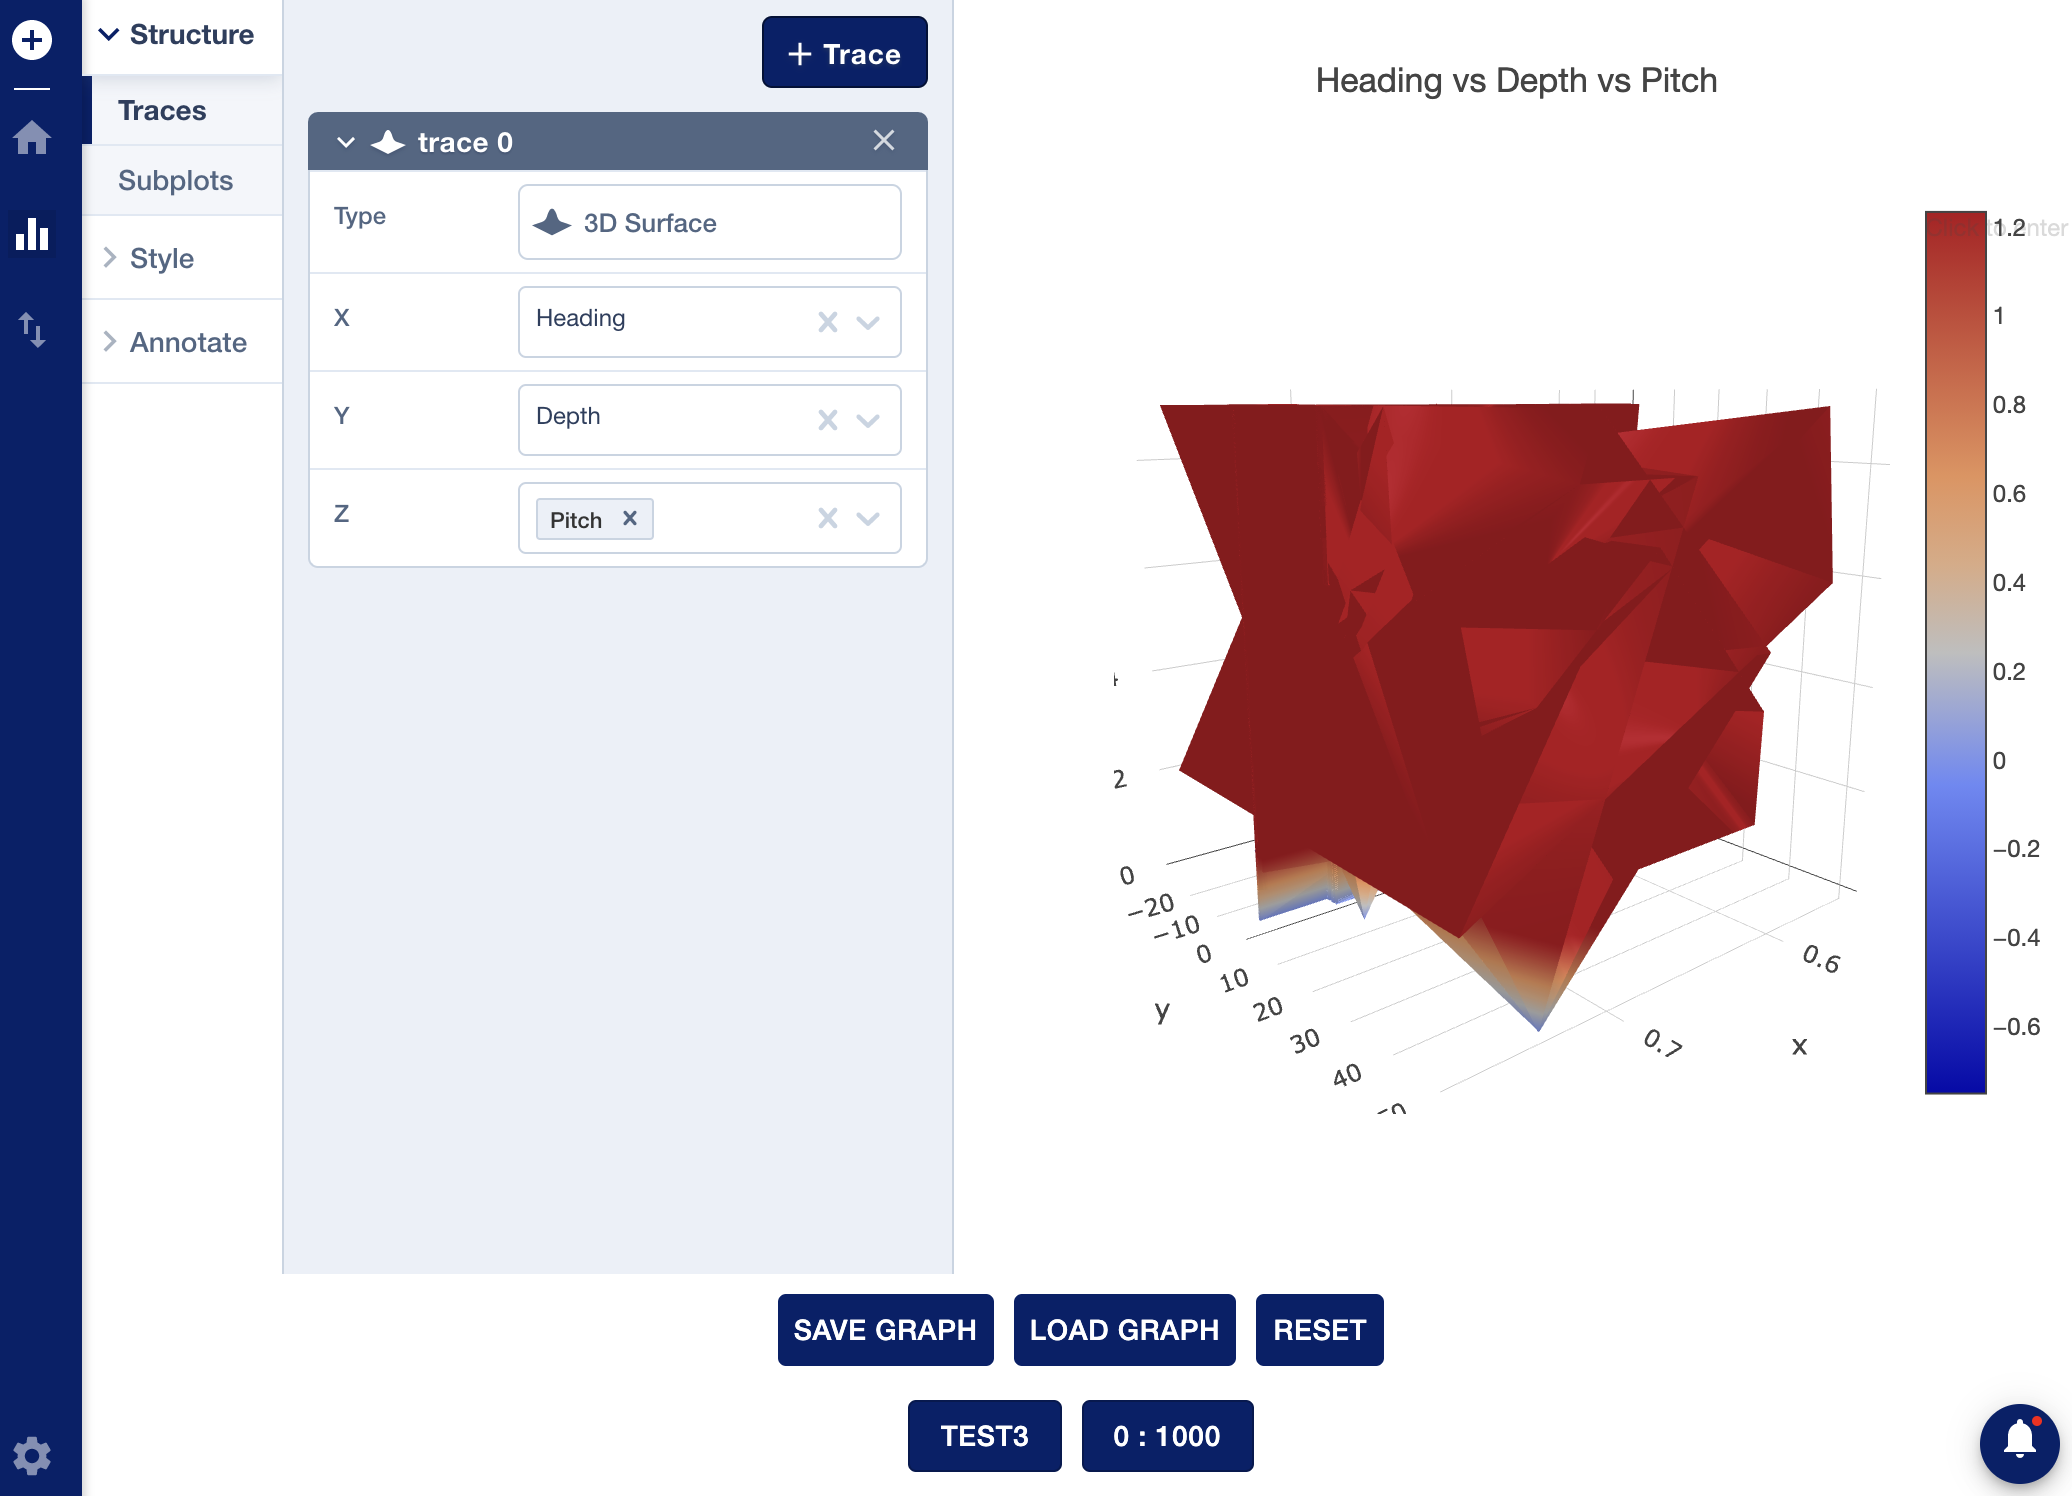 Structure
Traces
Subplots
Style
Annotate
+ Trace
trace 0
Type
3D Surface
X
Heading
Y
Depth
Z
Pitch
Heading vs Depth vs Pitch
1.2
1
0.8
0.6
0.4
0.2
0
−0.2
−0.4
−0.6
2
0
−20
−10
0
10
20
30
40
y
0.6
0.7
x
SAVE GRAPH
LOAD GRAPH
RESET
TEST3
0 : 1000